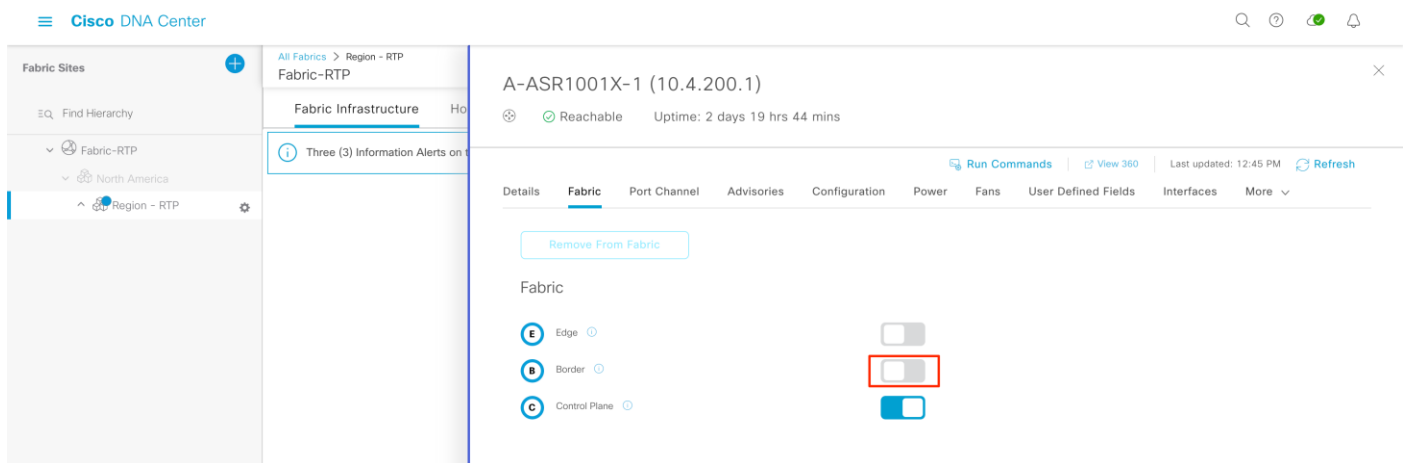 Cisco DNA Center
Fabric Sites
Find Hierarchy
Fabric-RTP
North America
Region - RTP
All Fabrics > Region - RTP
Fabric-RTP
Fabric Infrastructure Ho
i Three (3) Information Alerts on t
A-ASR1001X-1 (10.4.200.1)
Reachable Uptime: 2 days 19 hrs 44 mins
Run Commands View 360 Last updated: 12:45 PM Refresh
Details Fabric Port Channel Advisories Configuration Power Fans User Defined Fields Interfaces More
Remove From Fabric
Fabric
E Edge
B Border
C Control Plane